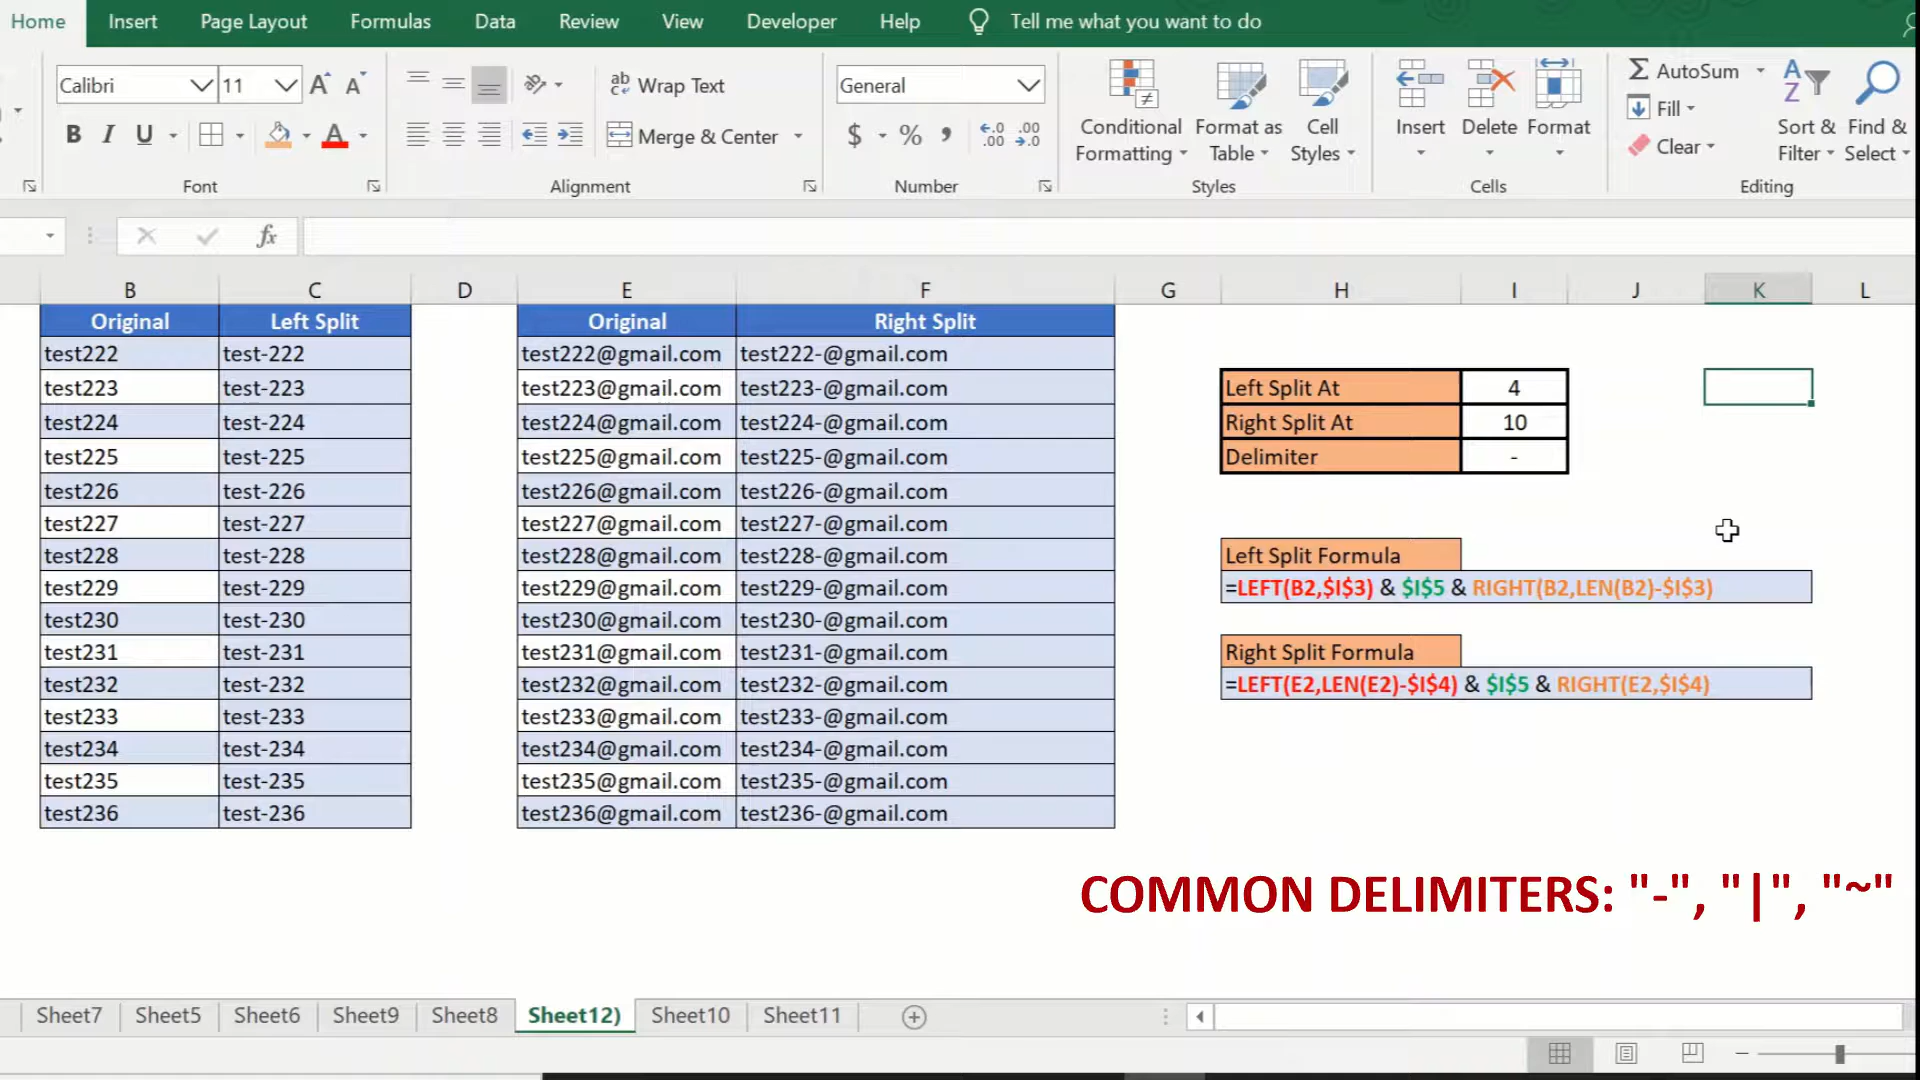 Home Insert Page Layout Formulas Data Review View Developer Help Tell me what you want to do
Calibri 11 A A ab c Wrap Text General AutoSum A Z
B I U A Merge & Center $ % , ←.0 .00 .00 →.0 Conditional Formatting Format as Table Cell Styles Insert Delete Format Fill Clear Sort & Filter Find & Select
Font Alignment Number Styles Cells Editing
fx
B C D E F G H I J K L
Original Left Split Original Right Split
test222 test-222 test222@gmail.com test222-@gmail.com
test223 test-223 test223@gmail.com test223-@gmail.com Left Split At 4
test224 test-224 test224@gmail.com test224-@gmail.com Right Split At 10
test225 test-225 test225@gmail.com test225-@gmail.com Delimiter -
test226 test-226 test226@gmail.com test226-@gmail.com
test227 test-227 test227@gmail.com test227-@gmail.com
test228 test-228 test228@gmail.com test228-@gmail.com Left Split Formula
test229 test-229 test229@gmail.com test229-@gmail.com =LEFT(B2,$I$3) & $I$5 & RIGHT(B2,LEN(B2)-$I$3)
test230 test-230 test230@gmail.com test230-@gmail.com
test231 test-231 test231@gmail.com test231-@gmail.com Right Split Formula
test232 test-232 test232@gmail.com test232-@gmail.com =LEFT(E2,LEN(E2)-$I$4) & $I$5 & RIGHT(E2,$I$4)
test233 test-233 test233@gmail.com test233-@gmail.com
test234 test-234 test234@gmail.com test234-@gmail.com
test235 test-235 test235@gmail.com test235-@gmail.com
test236 test-236 test236@gmail.com test236-@gmail.com
COMMON DELIMITERS: "-", "|", "~"
Sheet7 Sheet5 Sheet6 Sheet9 Sheet8 Sheet12) Sheet10 Sheet11